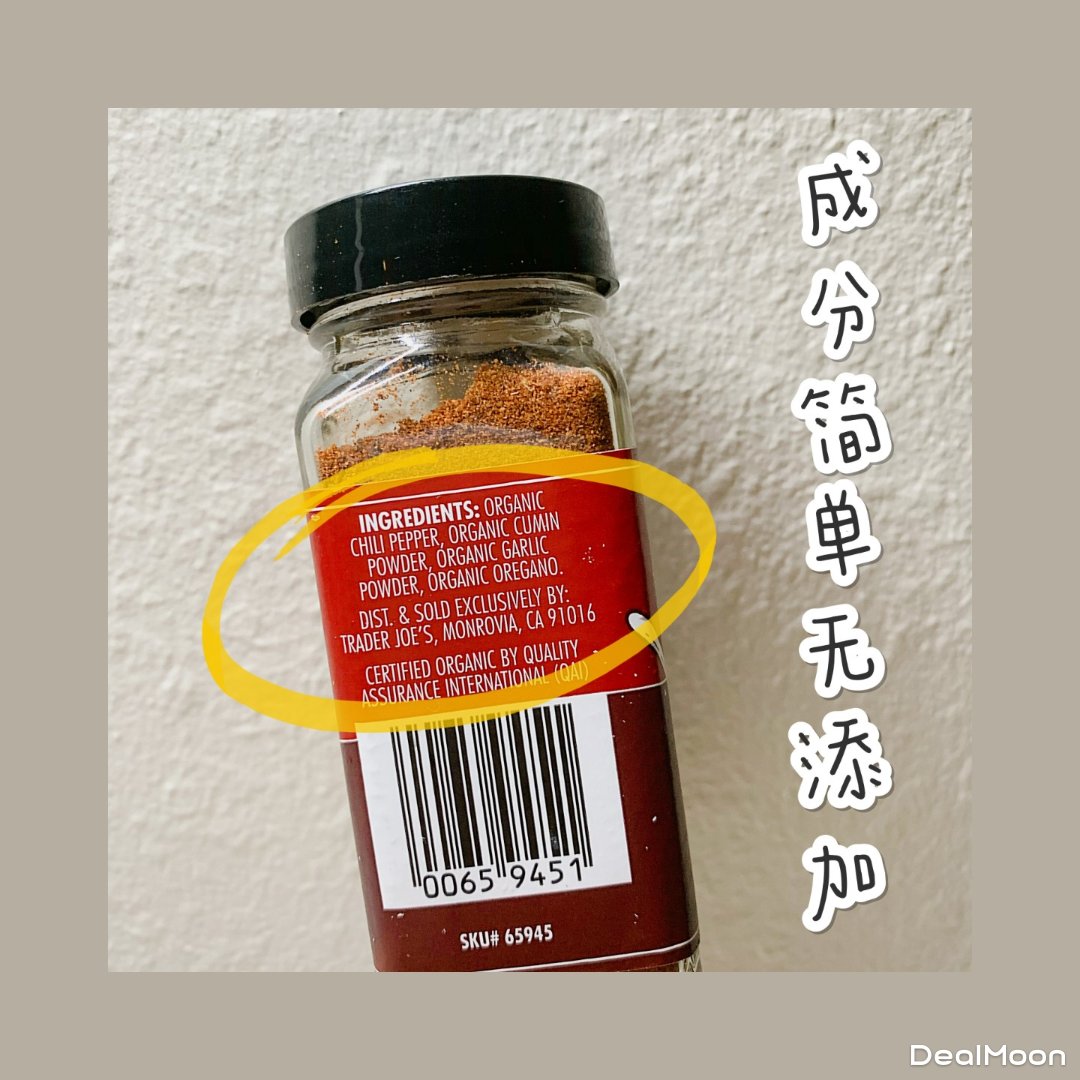 INGREDIENTS: ORGANIC
CHILI PEPPER, ORGANIC CUMIN
POWDER, ORGANIC GARLIC
POWDER, ORGANIC OREGANO.
DIST. & SOLD EXCLUSIVELY BY:
TRADER JOE'S, MONROVIA, CA 91016
CERTIFIED ORGANIC BY QUALITY
ASSURANCE INTERNATIONAL (QAI)
0065 9451
SKU# 65945
成分简单无添加
DealMoon